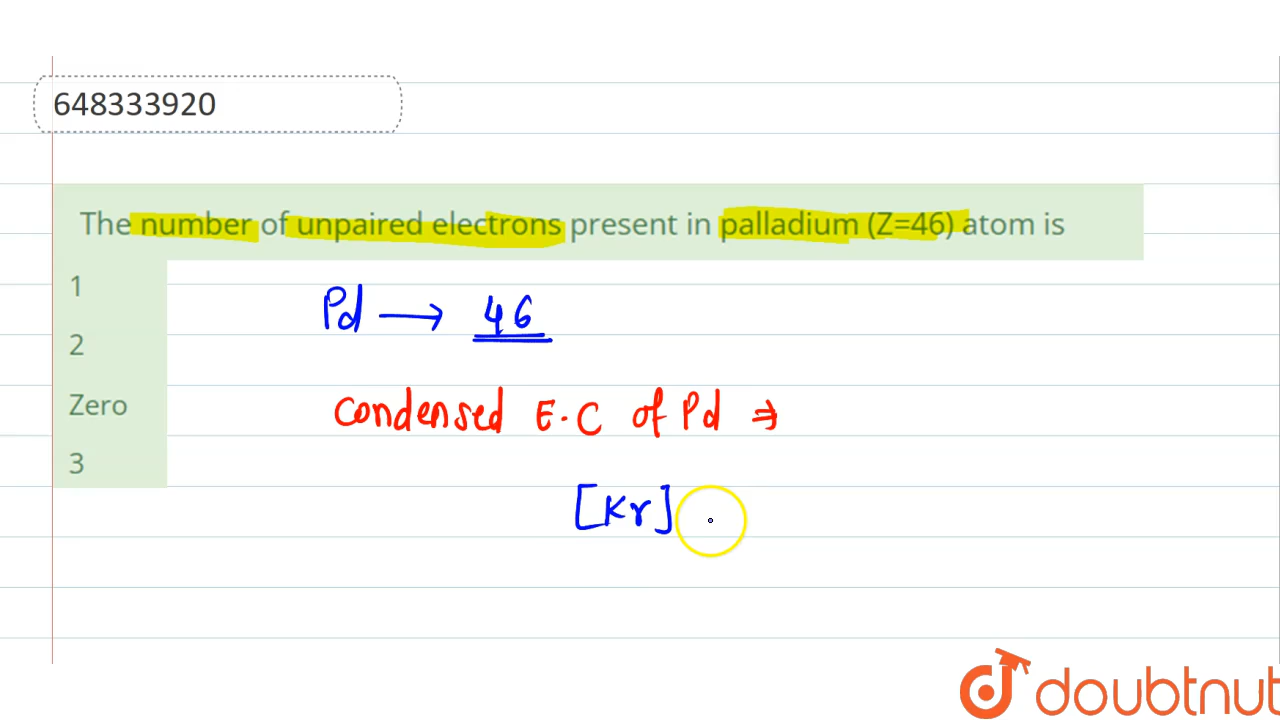 648333920
The number of unpaired electrons present in palladium (Z=46) atom is
1
2
Zero
3
Pd → 46
Condensed E.C of Pd ⇒
[Kr]
doubtnut